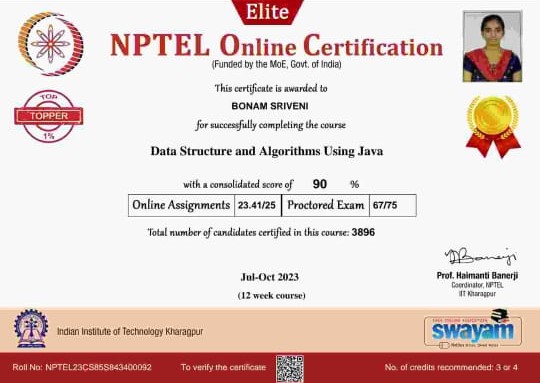 Elite
NPTEL Online Certification
(Funded by the MoE, Govt. of India)
This certificate is awarded to
BONAM SRIVENI
TOP
TOPPER
1%
for successfully completing the course
Data Structure and Algorithms Using Java
with a consolidated score of 90 %
Online Assignments 23.41/25 Proctored Exam 67/75
Total number of candidates certified in this course: 3896
Jul-Oct 2023
(12 week course)
Prof. Haimanti Banerji
Coordinator, NPTEL
IIT Kharagpur
Indian Institute of Technology Kharagpur
swayam
Roll No: NPTEL23CS85S843400092
To verify the certificate
No. of credits recommended: 3 or 4